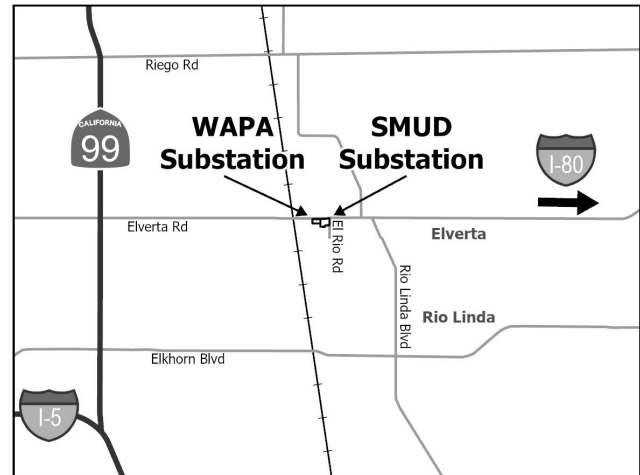 Riego Rd
CALIFORNIA
99
WAPA
Substation
SMUD
Substation
I-80
Elverta Rd
El Rio Rd
Elverta
Rio Linda Blvd
Rio Linda
Elkhorn Blvd
I-5